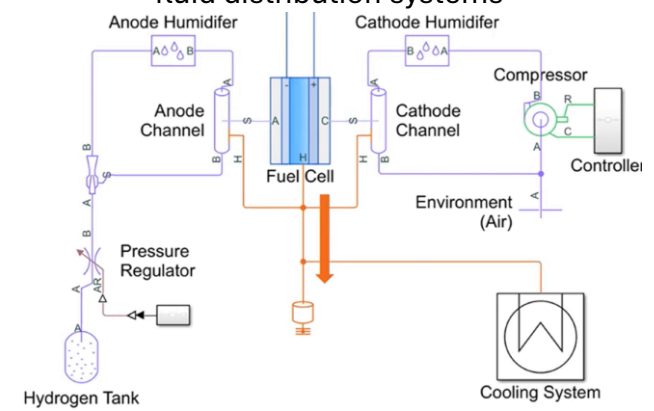 fluid distribution systems
Anode Humidifer
Cathode Humidifer
A B
B A
Compressor
A
A
B
R
C
A
Controller
Anode
Channel
S
A
- +
C
S
Cathode
Channel
B
H
H
H
B
Fuel Cell
B
S
A
A
Environment
(Air)
B
Pressure
Regulator
A
AR
A
Hydrogen Tank
Cooling System